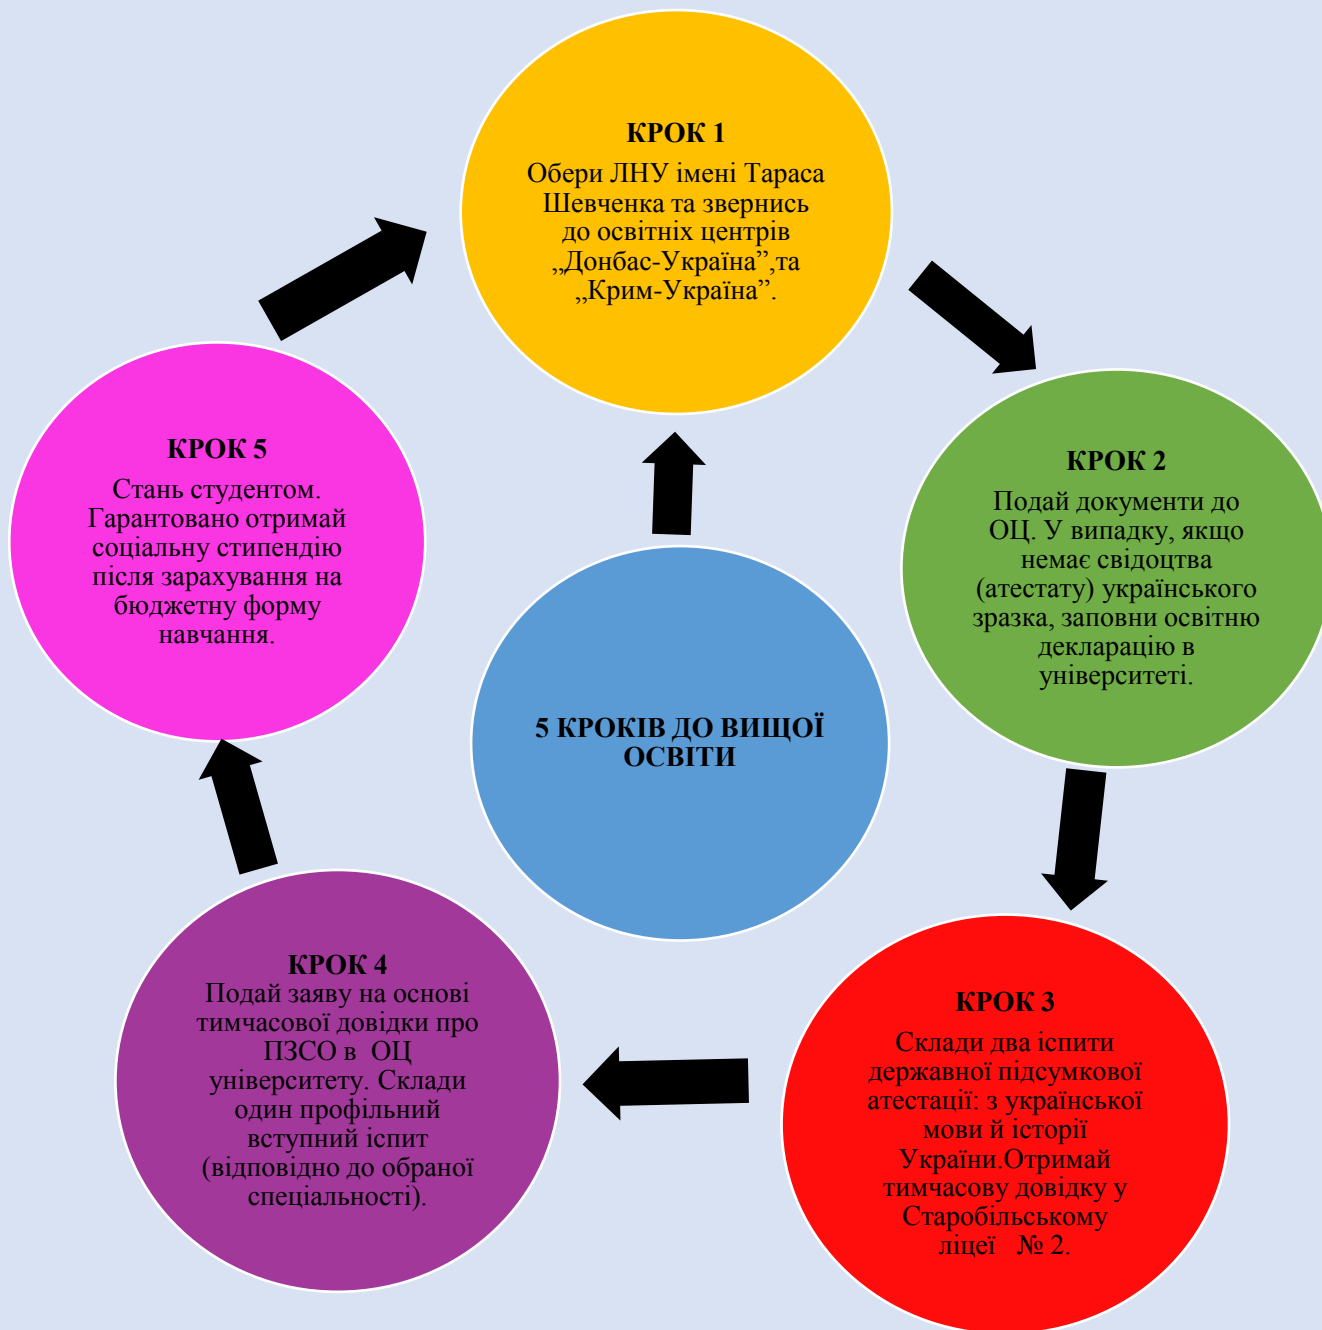 КРОК 1
Обери ЛНУ імені Тараса
Шевченка та звернись
до освітніх центрів
„Донбас-Україна”,та
„Крим-Україна”.
КРОК 2
Подай документи до
ОЦ. У випадку, якщо
немає свідоцтва
(атестату) українського
зразка, заповни освітню
декларацію в
університеті.
КРОК 3
Склади два іспити
державної підсумкової
атестації: з української
мови й історії
України.Отримай
тимчасову довідку у
Старобільському
ліцеї № 2.
КРОК 4
Подай заяву на основі
тимчасової довідки про
ПЗСО в ОЦ
університету. Склади
один профільний
вступний іспит
(відповідно до обраної
спеціальності).
КРОК 5
Стань студентом.
Гарантовано отримай
соціальну стипендію
після зарахування на
бюджетну форму
навчання.
5 КРОКІВ ДО ВИЩОЇ
ОСВІТИ